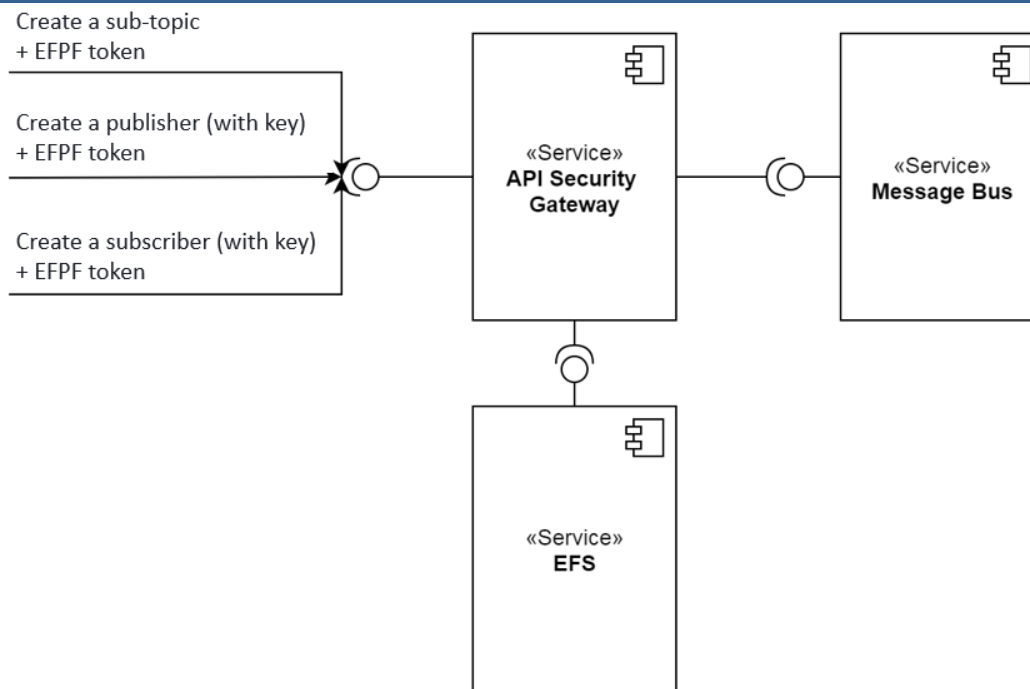 Create a sub-topic
+ EFPF token
Create a publisher (with key)
+ EFPF token
Create a subscriber (with key)
+ EFPF token
«Service»
API Security
Gateway
«Service»
Message Bus
«Service»
EFS